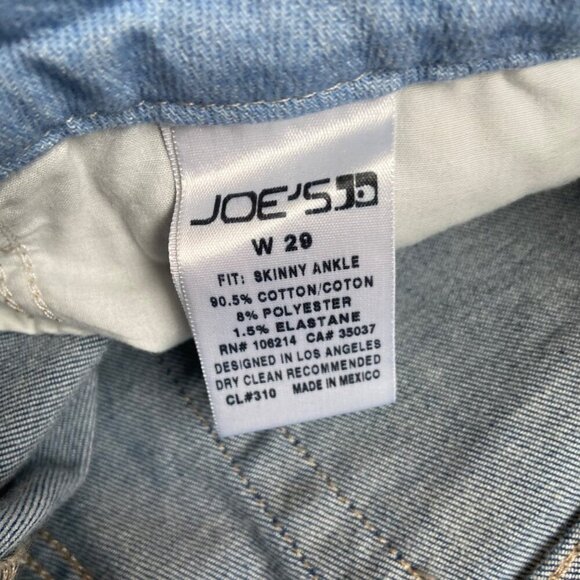 JOE'S
W 29
FIT: SKINNY ANKLE
90.5% COTTON/COTON
8% POLYESTER
1.5% ELASTANE
RN# 106214 CA# 35037
DESIGNED IN LOS ANGELES
DRY CLEAN RECOMMENDED
CL#310 MADE IN MEXICO